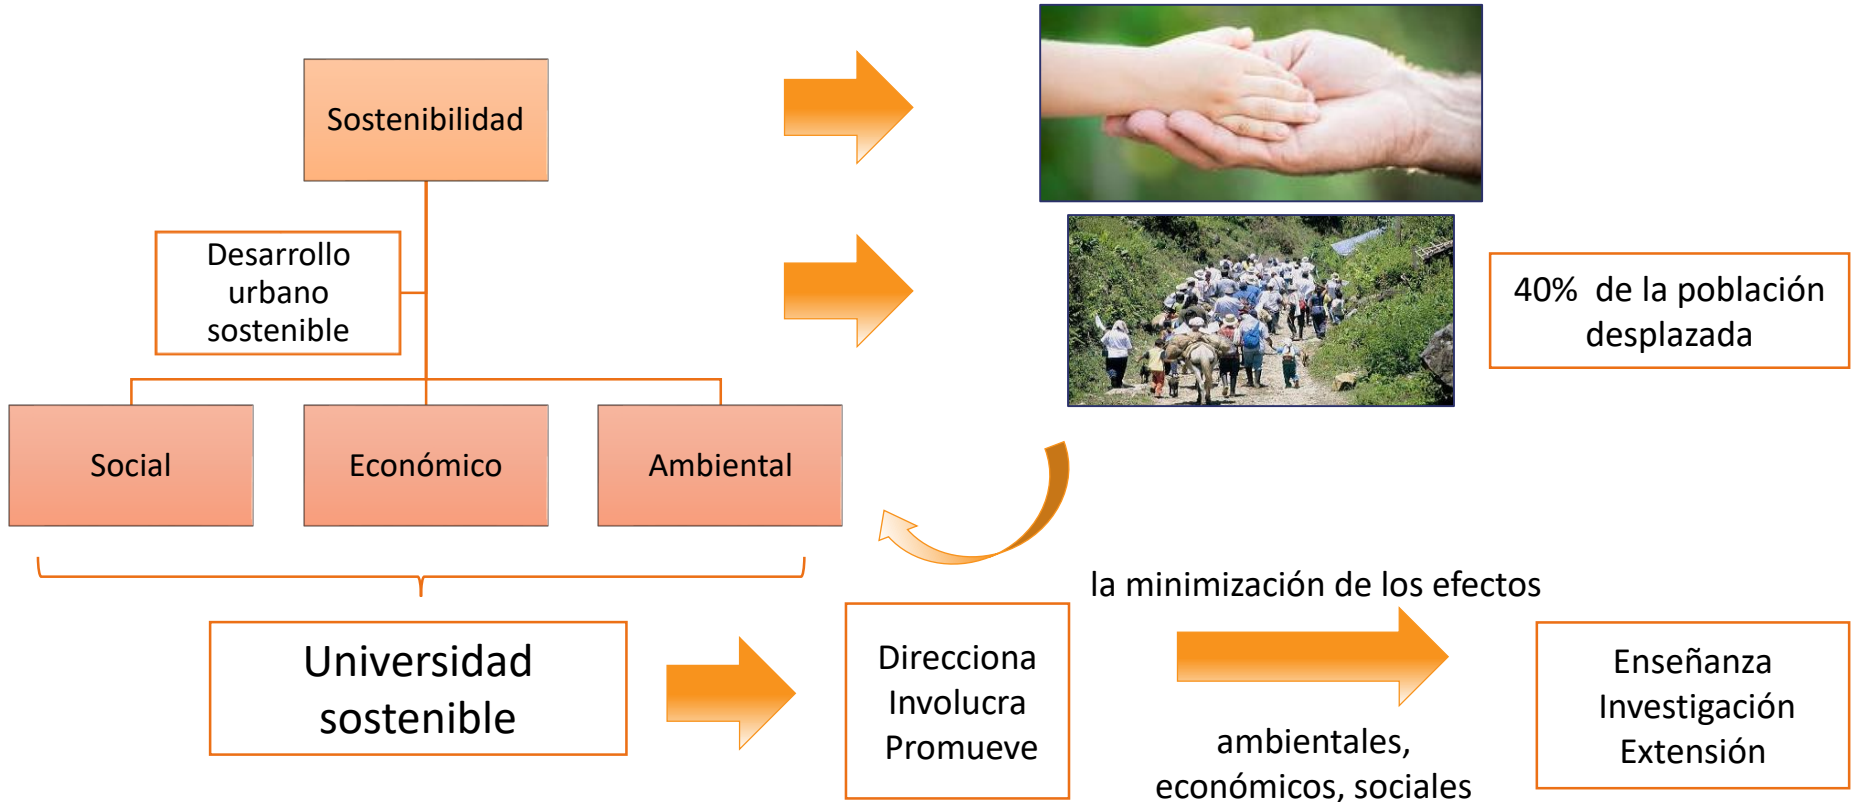 Sostenibilidad
Desarrollo
urbano
sostenible
40% de la población
desplazada
Social
Económico
Ambiental
Universidad
sostenible
Direcciona
Involucra
Promueve
la minimización de los efectos
ambientales,
económicos, sociales
Enseñanza
Investigación
Extensión